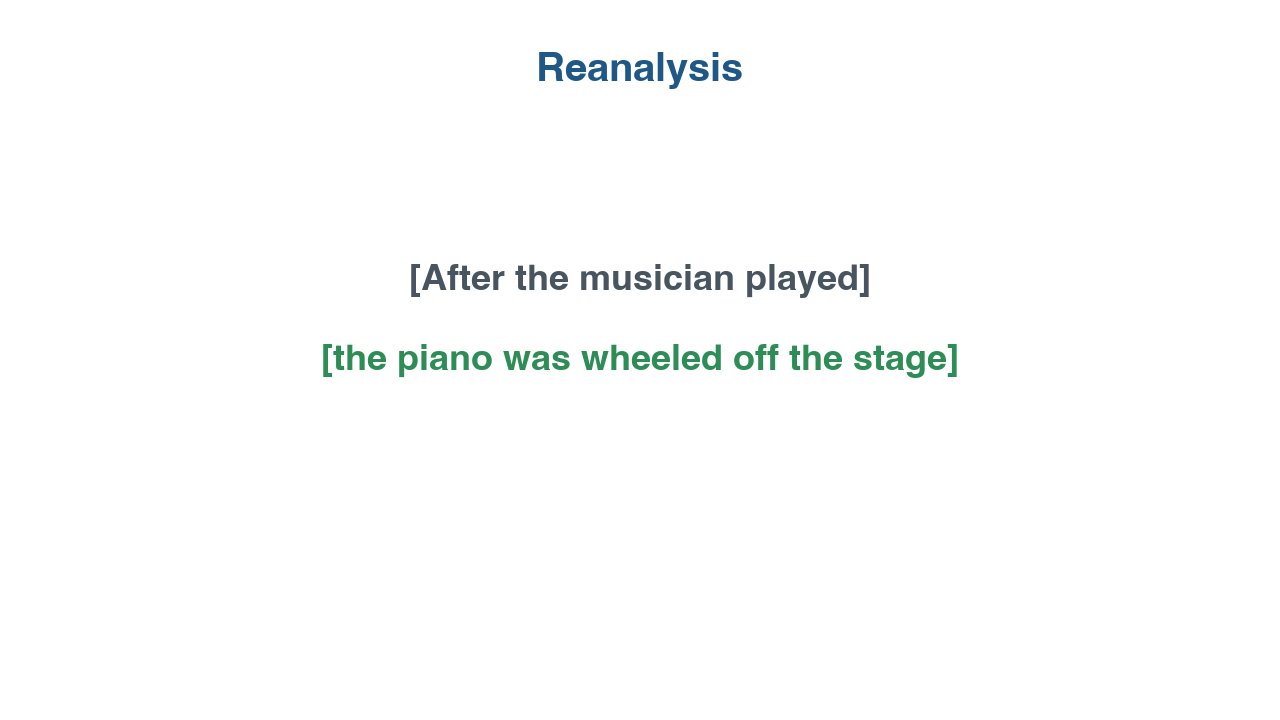 Reanalysis
[After the musician played]
[the piano was wheeled off the stage]